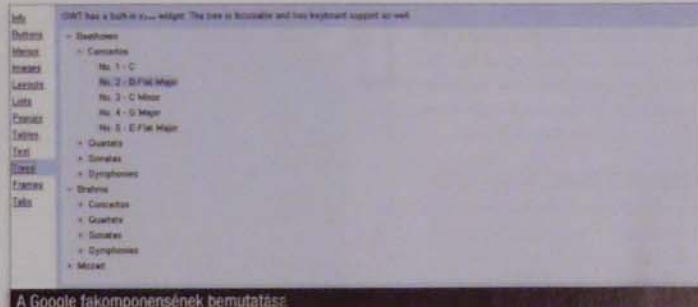 Info
GWT has a built-in Tree widget. The tree is focusable and has keyboard support as well.
Buttons
Menus
Images
Layouts
Lists
Popups
Tables
Text
Trees
Frames
Tabs
− Beethoven
− Concertos
No. 1 - C
No. 2 - B-Flat Major
No. 3 - C Minor
No. 4 - G Major
No. 5 - E-Flat Major
+ Quartets
+ Sonatas
+ Symphonies
− Brahms
+ Concertos
+ Quartets
+ Sonatas
+ Symphonies
+ Mozart
A Google fakomponensének bemutatása